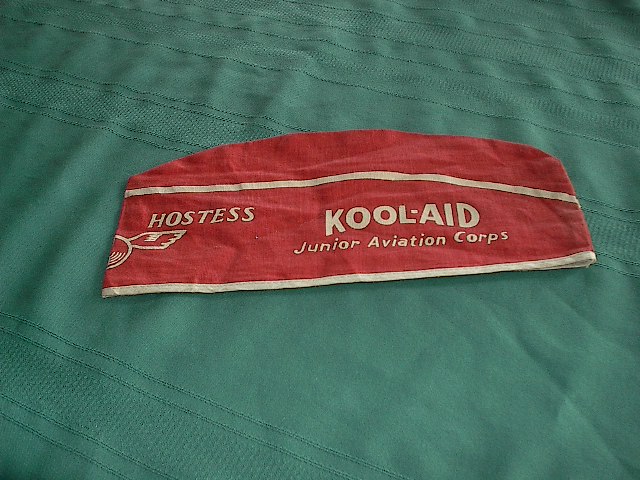 HOSTESS
KOOL-AID
Junior Aviation Corps